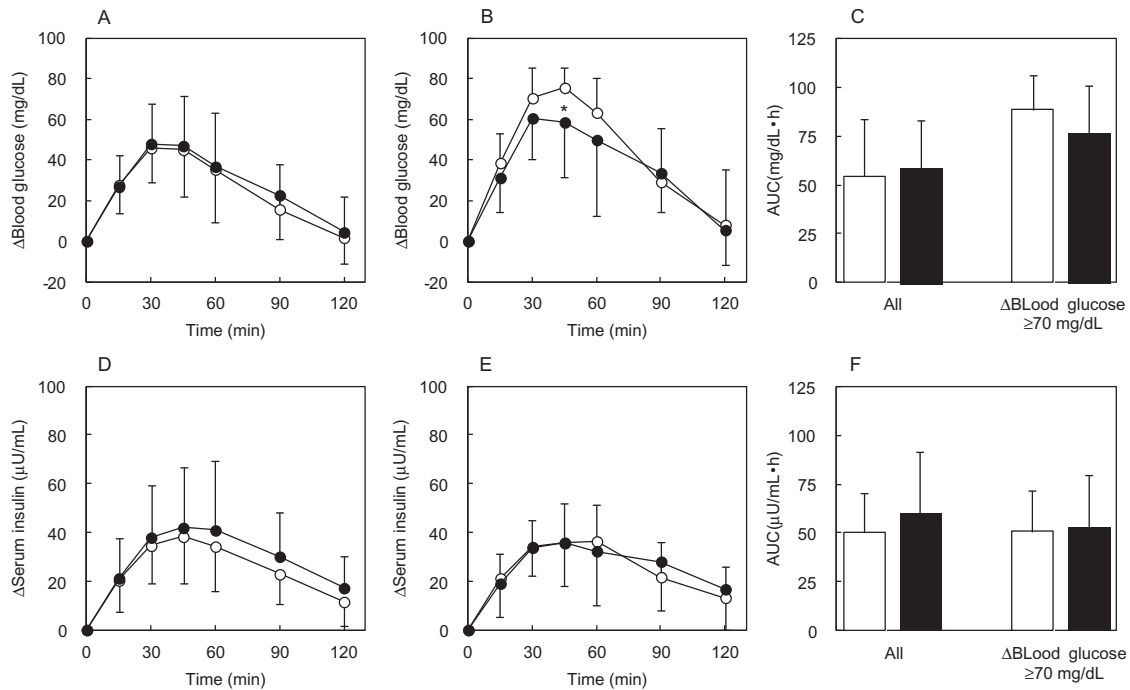 A
ΔBlood glucose (mg/dL)
100
80
60
40
20
0
-20
0 30 60 90 120
Time (min)
B
ΔBlood glucose (mg/dL)
100
80
60
40
20
0
-20
*
0 30 60 90 120
Time (min)
C
AUC(mg/dL•h)
125
100
75
50
25
0
All
ΔBLood glucose
≥70 mg/dL
D
ΔSerum insulin (μU/mL)
100
80
60
40
20
0
0 30 60 90 120
Time (min)
E
ΔSerum insulin (μU/mL)
100
80
60
40
20
0
0 30 60 90 120
Time (min)
F
AUC(μU/mL•h)
125
100
75
50
25
0
All
ΔBLood glucose
≥70 mg/dL